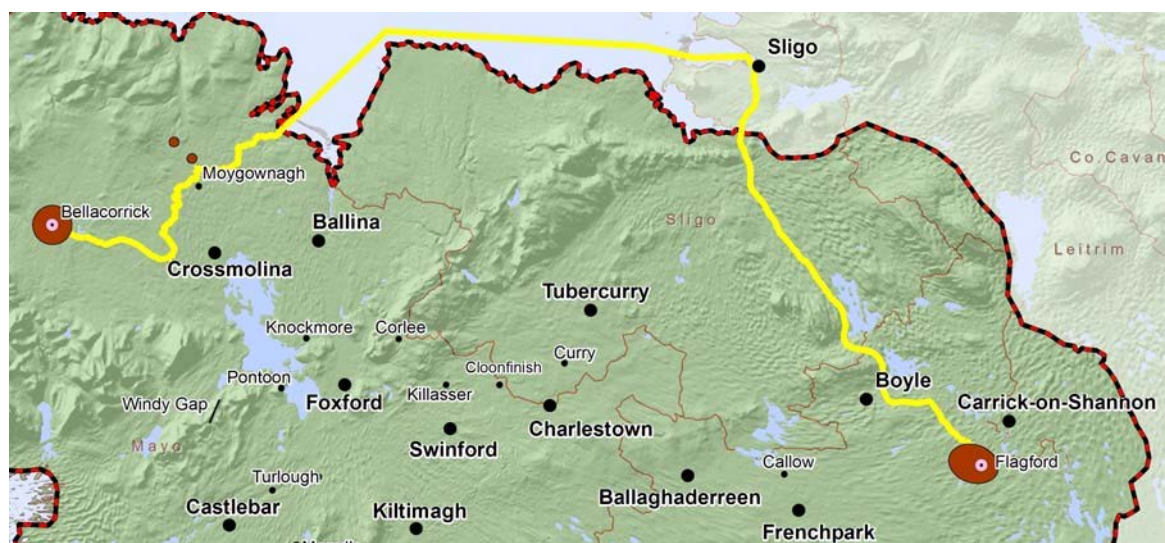 Sligo
Co.Cavan
Moygownagh
Bellacorrick
Ballina
Sligo
Leitrim
Crossmolina
Tubercurry
Knockmore
Corlee
Curry
Cloonfinish
Pontoon
Killasser
Boyle
Foxford
Windy Gap
Carrick-on-Shannon
Charlestown
Swinford
Mayo
Flagford
Turlough
Callow
Ballaghaderreen
Castlebar
Kiltimagh
Frenchpark